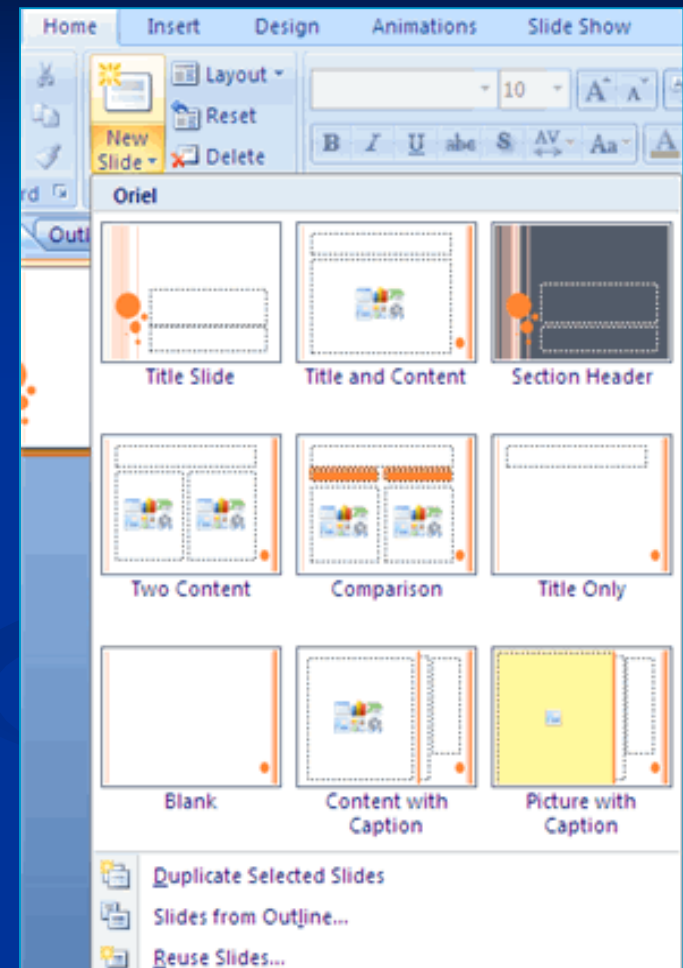 Home Insert Design Animations Slide Show
Layout
10 A A
New Slide
Reset
Delete
B I U abc S AV Aa A
rd
Oriel
Outl
Title Slide
Title and Content
Section Header
Two Content
Comparison
Title Only
Blank
Content with
Caption
Picture with
Caption
Duplicate Selected Slides
Slides from Outline...
Reuse Slides...